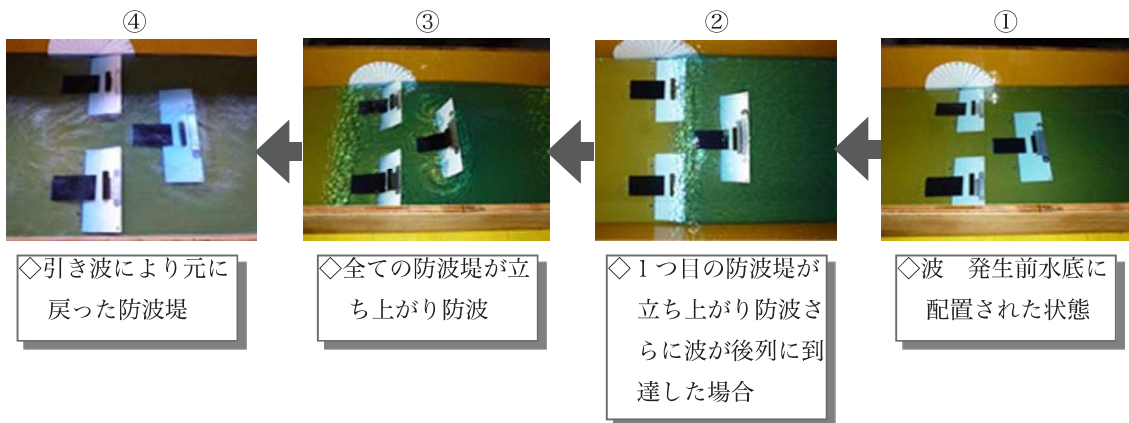 ④
③
②
①
◇引き波により元に
戻った防波堤
◇全ての防波堤が立
ち上がり防波
◇１つ目の防波堤が
立ち上がり防波さ
らに波が後列に到
達した場合
◇波　発生前水底に
配置された状態